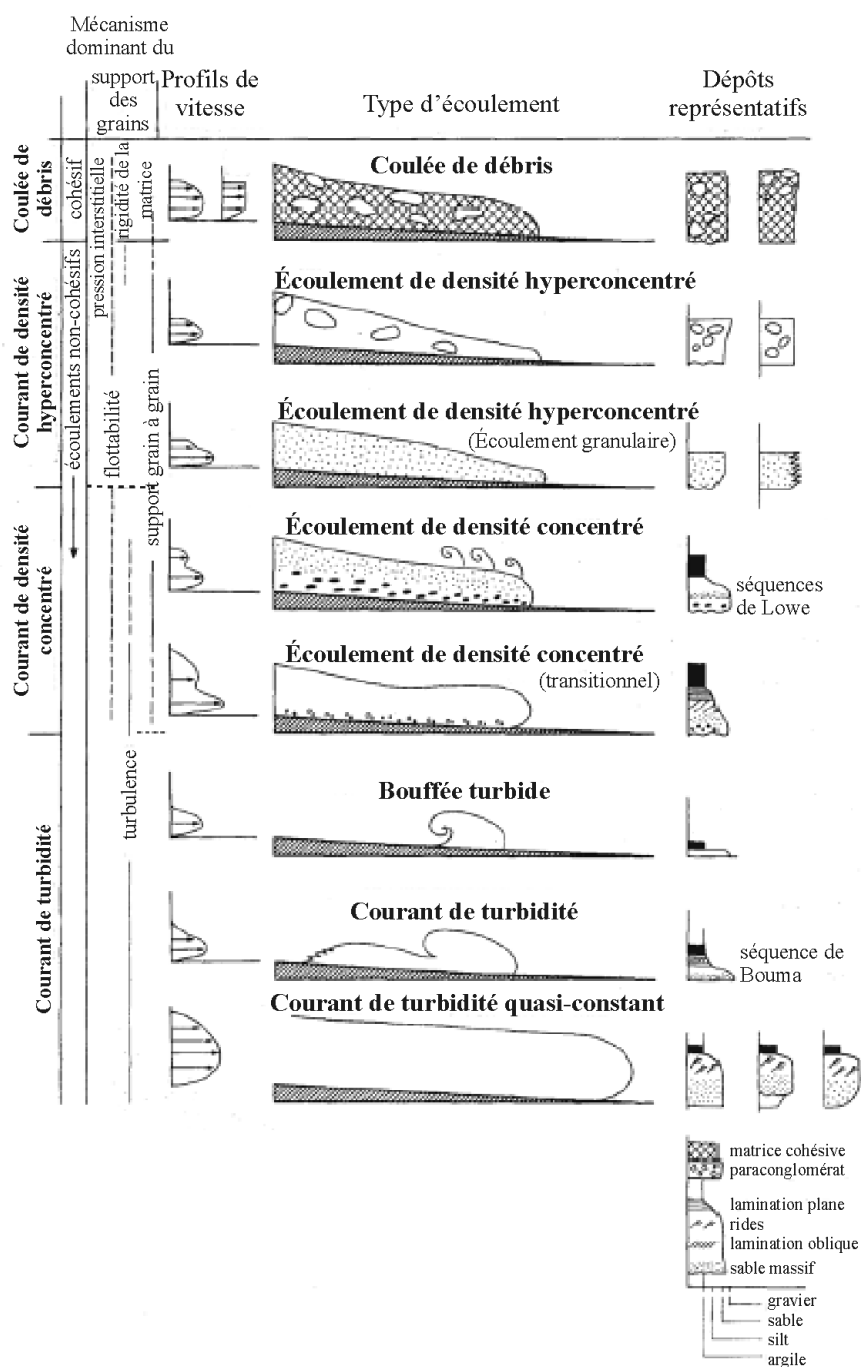 Mécanisme
dominant du
support
des
grains
Profils de
vitesse
Type d'écoulement
Dépôts
représentatifs
Coulée de
débris
cohésif
pression interstitielle
rigidité de la
matrice
Coulée de débris
Courant de densité
hyperconcentré
écoulements non-cohésifs
flottabilité
support grain à grain
Écoulement de densité hyperconcentré
Écoulement de densité hyperconcentré
(Écoulement granulaire)
Courant de densité
concentré
Écoulement de densité concentré
séquences
de Lowe
Écoulement de densité concentré
(transitionnel)
Courant de turbidité
turbulence
Bouffée turbide
Courant de turbidité
séquence de
Bouma
Courant de turbidité quasi-constant
matrice cohésive
paraconglomérat
lamination plane
rides
lamination oblique
sable massif
gravier
sable
silt
argile